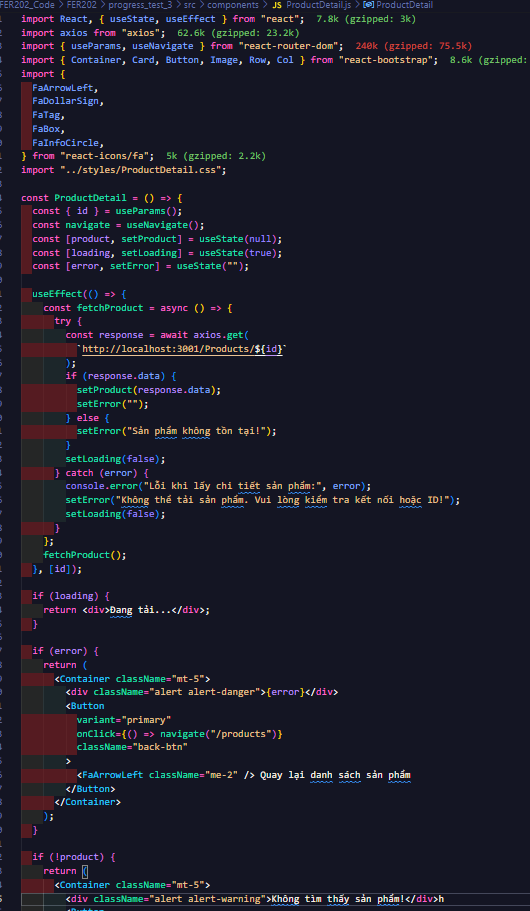 FER202_Code > FER202 > progress_test_3 > src > components > JS ProductDetail.js > ProductDetail
import React, { useState, useEffect } from "react"; 7.8k (gzipped: 3k)
import axios from "axios"; 62.6k (gzipped: 23.2k)
import { useParams, useNavigate } from "react-router-dom"; 240k (gzipped: 75.5k)
import { Container, Card, Button, Image, Row, Col } from "react-bootstrap"; 8.6k (gzipped:
import {
FaArrowLeft,
FaDollarSign,
FaTag,
FaBox,
FaInfoCircle,
} from "react-icons/fa"; 5k (gzipped: 2.2k)
import "../styles/ProductDetail.css";
const ProductDetail = () => {
const { id } = useParams();
const navigate = useNavigate();
const [product, setProduct] = useState(null);
const [loading, setLoading] = useState(true);
const [error, setError] = useState("");
useEffect(() => {
const fetchProduct = async () => {
try {
const response = await axios.get(
`http://localhost:3001/Products/${id}`
);
if (response.data) {
setProduct(response.data);
setError("");
} else {
setError("Sản phẩm không tồn tại!");
}
setLoading(false);
} catch (error) {
console.error("Lỗi khi lấy chi tiết sản phẩm:", error);
setError("Không thể tải sản phẩm. Vui lòng kiểm tra kết nối hoặc ID!");
setLoading(false);
}
};
fetchProduct();
}, [id]);
if (loading) {
return <div>Đang tải...</div>;
}
if (error) {
return (
<Container className="mt-5">
<div className="alert alert-danger">{error}</div>
<Button
variant="primary"
onClick={() => navigate("/products")}
className="back-btn"
>
<FaArrowLeft className="me-2" /> Quay lại danh sách sản phẩm
</Button>
</Container>
);
}
if (!product) {
return (
<Container className="mt-5">
<div className="alert alert-warning">Không tìm thấy sản phẩm!</div>h